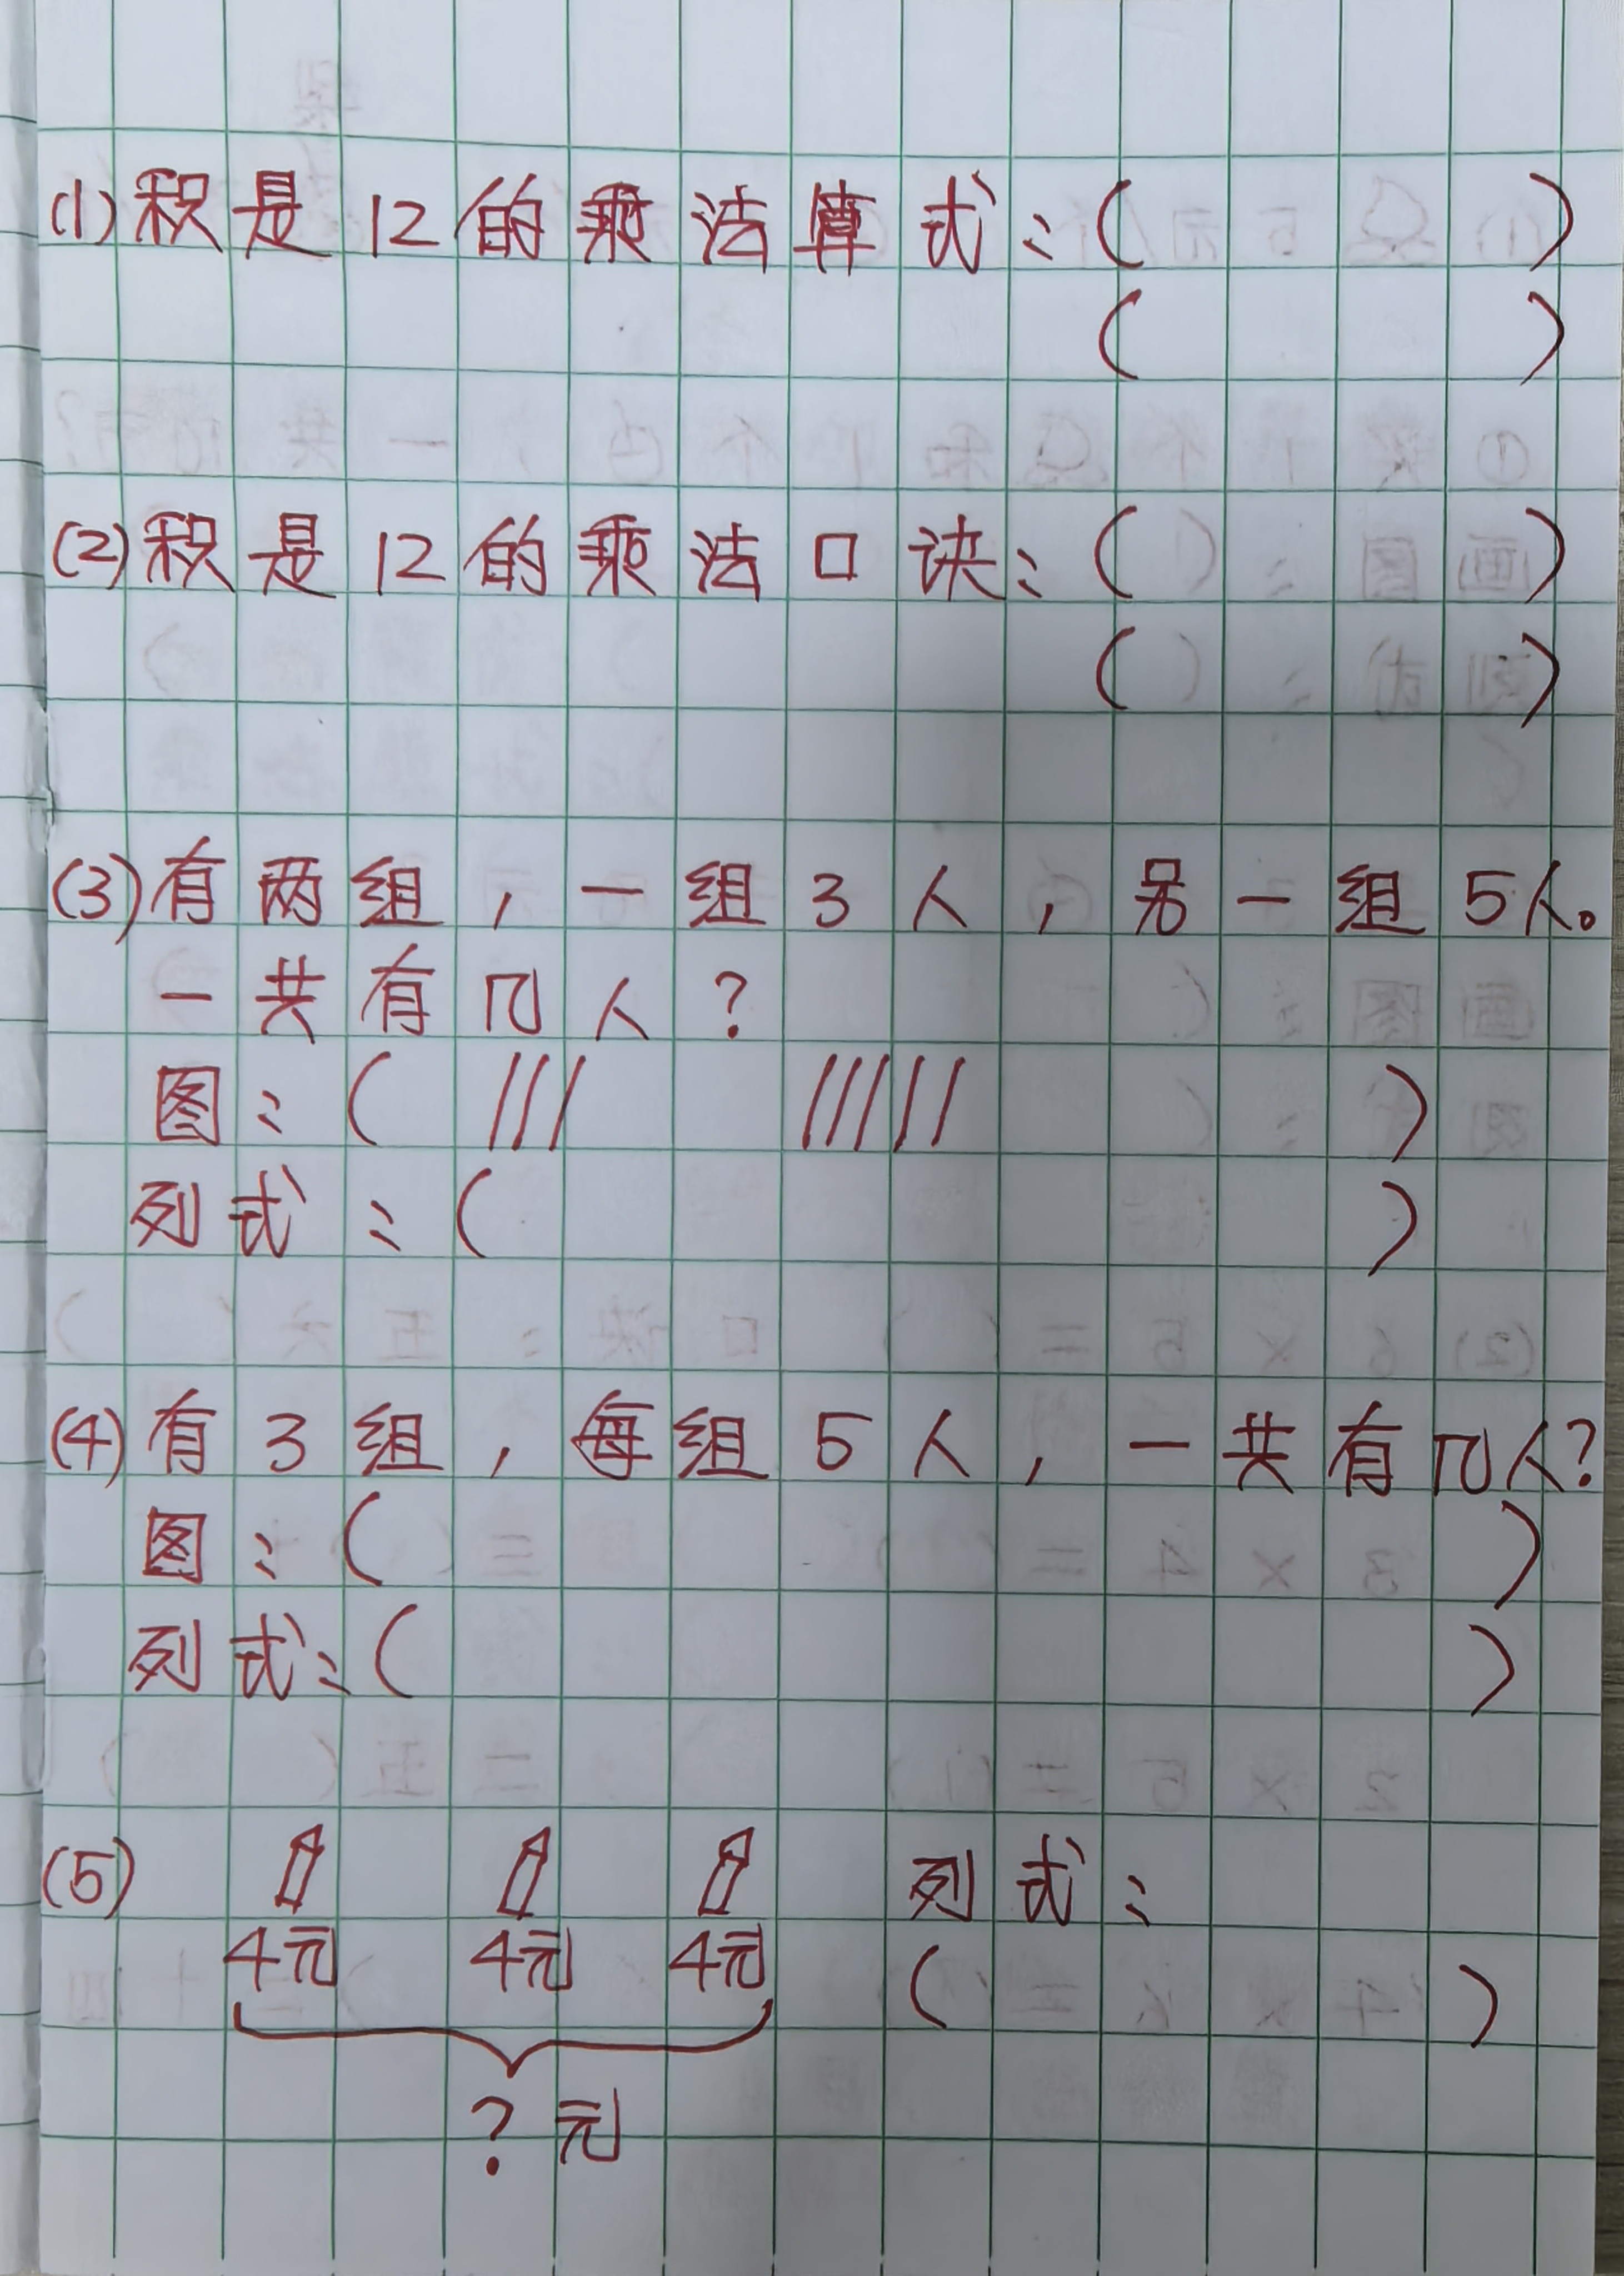 (1) 积是12的乘法算式：(          )
(          )
(2) 积是12的乘法口诀：(          )
(          )
(3) 有两组，一组3人，另一组5人。
一共有几人？
图：( ///   ///// )
列式：(          )
(4) 有3组，每组5人，一共有几人?
图：(          )
列式：(          )
(5) 列式：
4元 4元 4元 (          )
? 元